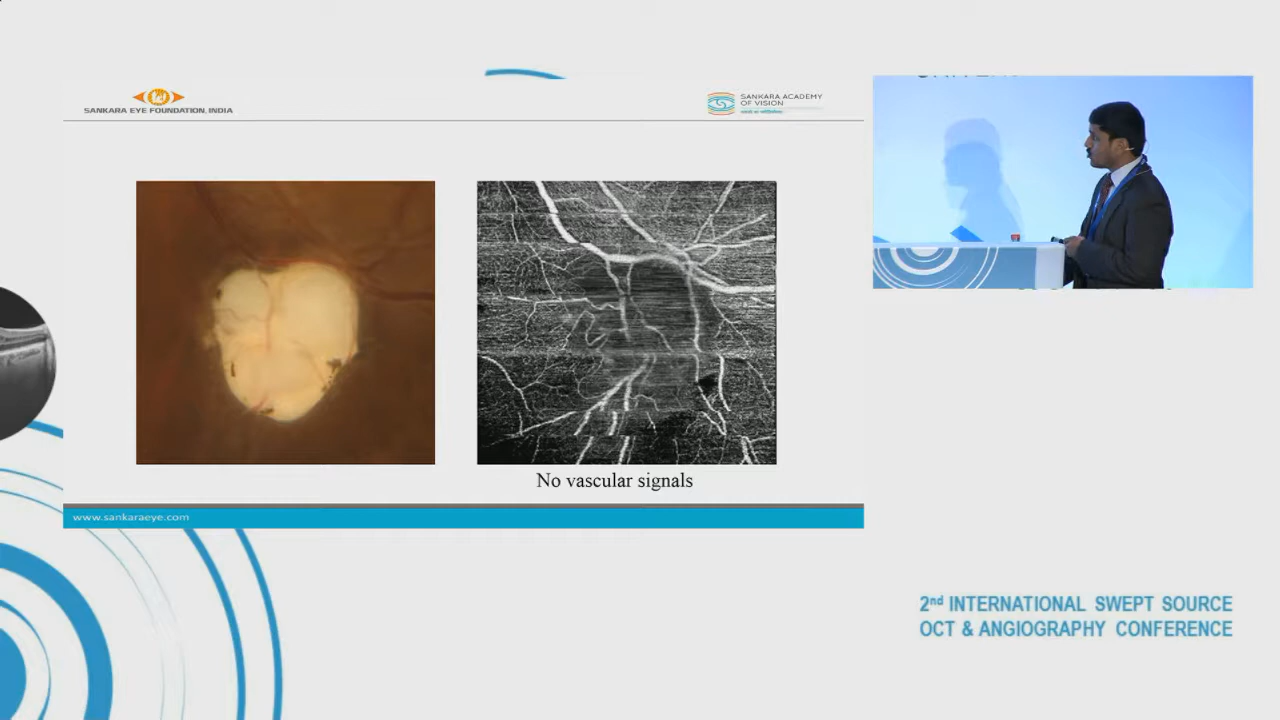 SANKARA EYE FOUNDATION, INDIA
SANKARA ACADEMY
OF VISION
No vascular signals
www.sankaraeye.com
2nd INTERNATIONAL SWEPT SOURCE
OCT & ANGIOGRAPHY CONFERENCE